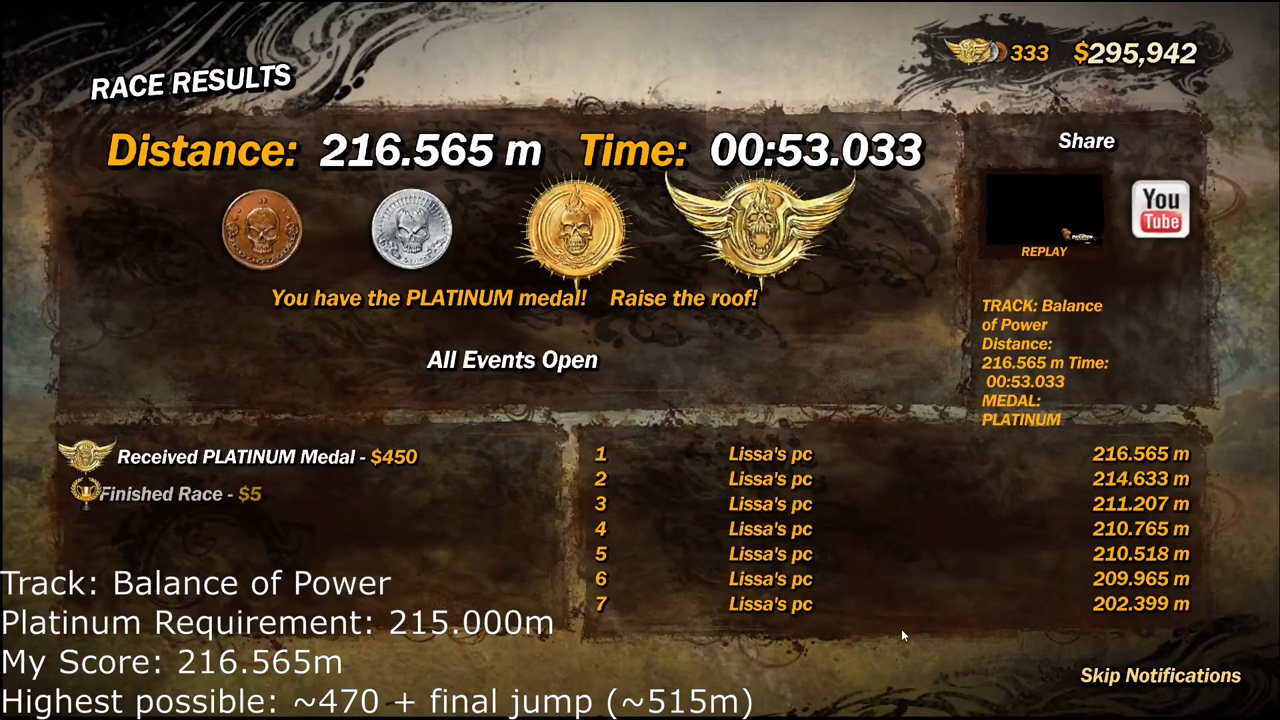 333 $295,942
RACE RESULTS
Distance: 216.565 m Time: 00:53.033
You have the PLATINUM medal! Raise the roof!
All Events Open
Share
You
Tube
REPLAY
TRACK: Balance
of Power
Distance:
216.565 m Time:
00:53.033
MEDAL:
PLATINUM
Received PLATINUM Medal - $450
Finished Race - $5
1 Lissa's pc 216.565 m
2 Lissa's pc 214.633 m
3 Lissa's pc 211.207 m
4 Lissa's pc 210.765 m
5 Lissa's pc 210.518 m
6 Lissa's pc 209.965 m
7 Lissa's pc 202.399 m
Track: Balance of Power
Platinum Requirement: 215.000m
My Score: 216.565m
Highest possible: ~470 + final jump (~515m)
Skip Notifications